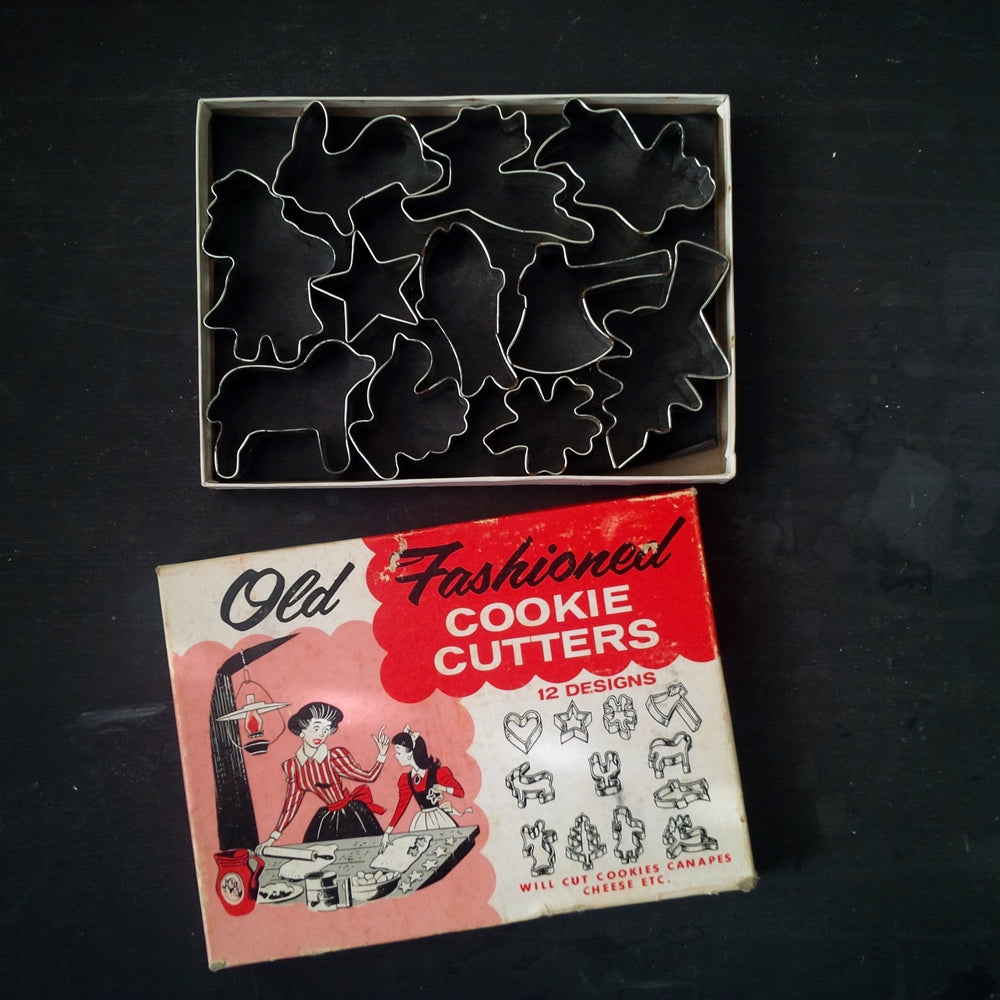 Old Fashioned
COOKIE
CUTTERS
12 DESIGNS
WILL CUT COOKIES CANAPES
CHEESE ETC.